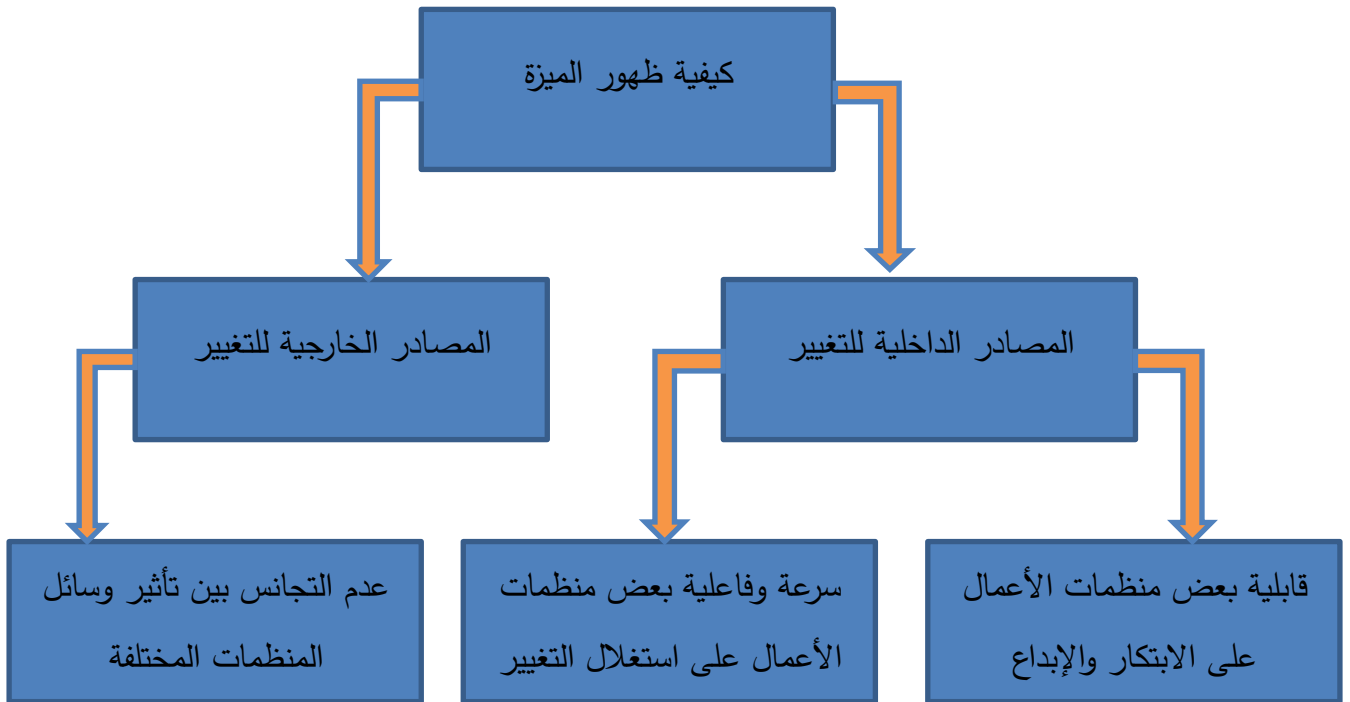 كيفية ظهور الميزة
المصادر الداخلية للتغيير
المصادر الخارجية للتغيير
قابلية بعض منظمات الأعمال
على الابتكار والإبداع
سرعة وفاعلية بعض منظمات
الأعمال على استغلال التغيير
عدم التجانس بين تأثير وسائل
المنظمات المختلفة